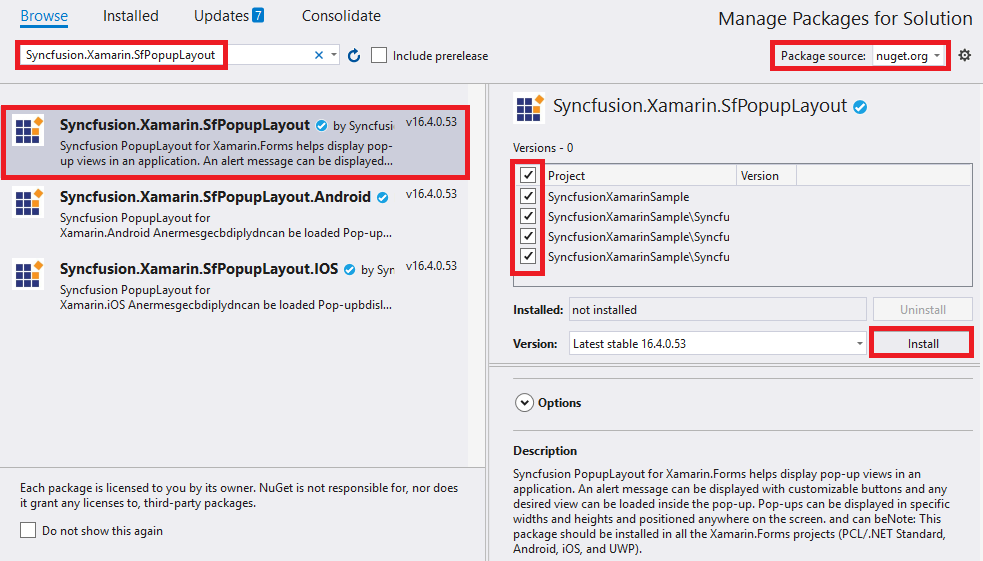 Browse Installed Updates 7 Consolidate
Manage Packages for Solution
Syncfusion.Xamarin.SfPopupLayout
Include prerelease
Package source: nuget.org
Syncfusion.Xamarin.SfPopupLayout by Syncfusi v16.4.0.53
Syncfusion PopupLayout for Xamarin.Forms helps display pop-
up views in an application. An alert message can be displayed...
Syncfusion.Xamarin.SfPopupLayout.Android v16.4.0.53
Syncfusion PopupLayout for
Xamarin.Android Anermesgecbdiplydncan be loaded Pop-up...
Syncfusion.Xamarin.SfPopupLayout.IOS by Syn v16.4.0.53
Syncfusion PopupLayout for
Xamarin.iOS Anermesgecbdiplydncan be loaded Pop-upbdisl...
Each package is licensed to you by its owner. NuGet is not responsible for, nor does
it grant any licenses to, third-party packages.
Do not show this again
Syncfusion.Xamarin.SfPopupLayout
Versions - 0
Project Version
SyncfusionXamarinSample
SyncfusionXamarinSample\Syncfu
SyncfusionXamarinSample\Syncfu
SyncfusionXamarinSample\Syncfu
Installed: not installed Uninstall
Version: Latest stable 16.4.0.53 Install
Options
Description
Syncfusion PopupLayout for Xamarin.Forms helps display pop-up views in an
application. An alert message can be displayed with customizable buttons and any
desired view can be loaded inside the pop-up. Pop-ups can be displayed in specific
widths and heights and positioned anywhere on the screen. and can beNote: This
package should be installed in all the Xamarin.Forms projects (PCL/.NET Standard,
Android, iOS, and UWP).